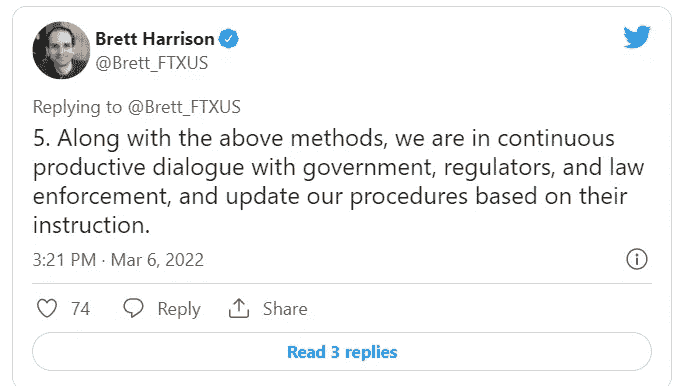 Brett Harrison
@Brett_FTXUS
Replying to @Brett_FTXUS
5. Along with the above methods, we are in continuous
productive dialogue with government, regulators, and law
enforcement, and update our procedures based on their
instruction.
3:21 PM · Mar 6, 2022
74 Reply Share
Read 3 replies